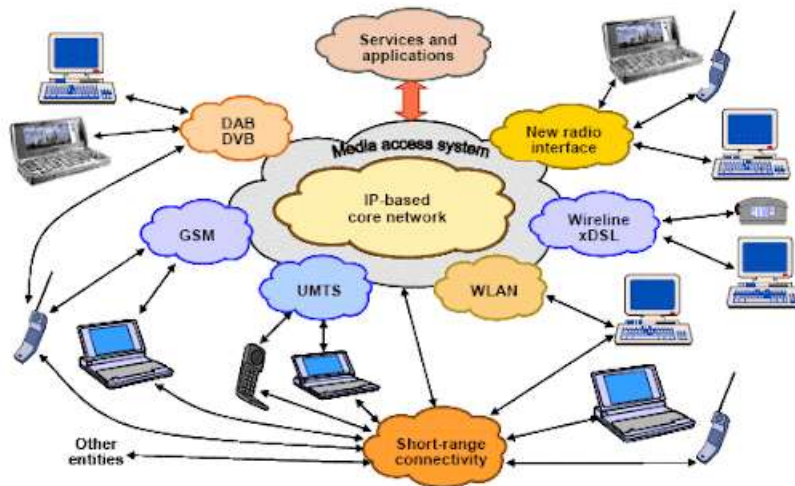 Services and
applications
DAB
DVB
New radio
interface
Media access system
IP-based
core network
GSM
Wireline
xDSL
UMTS
WLAN
Other
entities
Short-range
connectivity